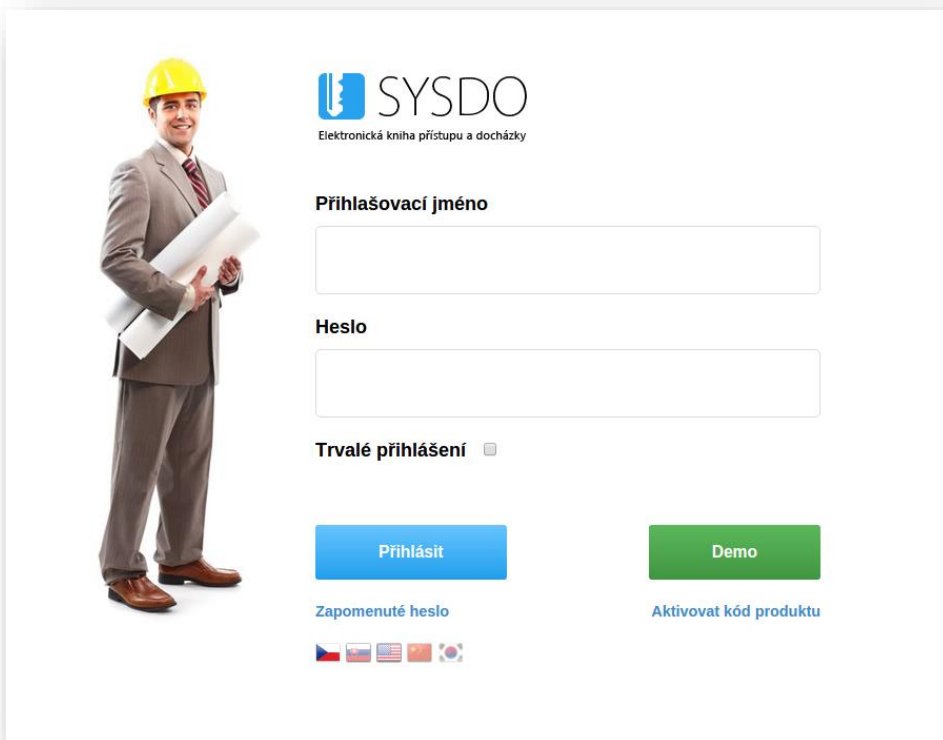 SYSDO
Elektronická kniha přístupu a docházky
Přihlašovací jméno
Heslo
Trvalé přihlášení
Přihlásit
Demo
Zapomenuté heslo
Aktivovat kód produktu